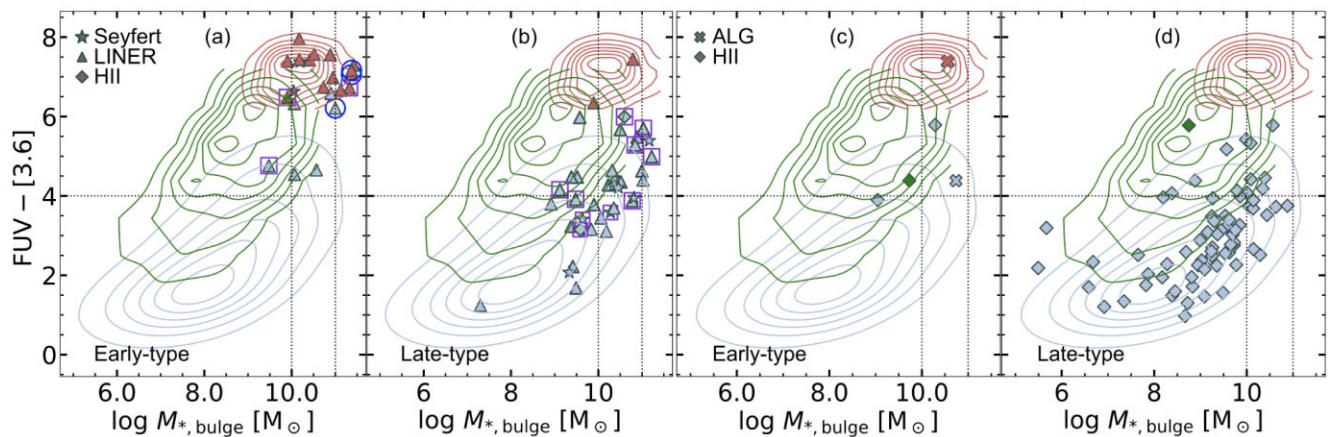 Seyfert
LINER
HII
(a)
(b)
ALG
HII
(c)
(d)
8
6
4
2
0
FUV − [3.6]
Early-type
Late-type
Early-type
Late-type
6.0 8.0 10.0
6 8 10
6.0 8.0 10.0
6 8 10
log M*, bulge [M⊙]
log M*, bulge [M⊙]
log M*, bulge [M⊙]
log M*, bulge [M⊙]